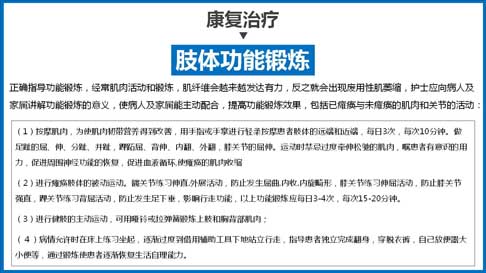 康复治疗
肢体功能锻炼
正确指导功能锻炼，经常肌肉活动和锻炼，肌纤维会越来越发达有力，反之就会出现废用性肌萎缩，护士应向病人及
家属讲解功能锻炼的意义，使病人及家属能主动配合，提高功能锻炼效果，包括已瘫痪与未瘫痪的肌肉和关节的活动：
（1）按摩肌肉，为使肌肉韧带营养得到改善，用手指或手掌进行轻柔按摩患者肢体的远端和近端，每日3次，每次10分钟。做
足趾的屈、伸、分趾、并趾，踝跖屈、背伸、内翻、外翻，膝关节的屈伸。运动时禁忌过度牵伸松驰的肌肉，嘱患者有意识的用
力，促进周围神经功能的恢复，促进血液循环，使瘫痪的肌肉收缩
（2）进行瘫痪肢体的被动运动。髋关节练习伸直，外展活动，防止发生屈曲，内收，内旋畸形，膝关节练习伸屈活动，防止膝关节
强直，踝关节练习背屈活动，防止发生足下垂，影响行走功能，以上功能锻炼应每日3-4次，每次15-20分钟。
（3）进行健肢的主动运动，可用哑铃或拉弹簧锻炼上肢和胸背部肌肉；
（4）病情允许时在床上练习坐起，逐渐过度到借用辅助工具下地站立行走，指导患者独立完成翻身，穿脱衣裤，自己放便器大
小便等，通过锻炼使患者逐渐恢复生活自理能力。